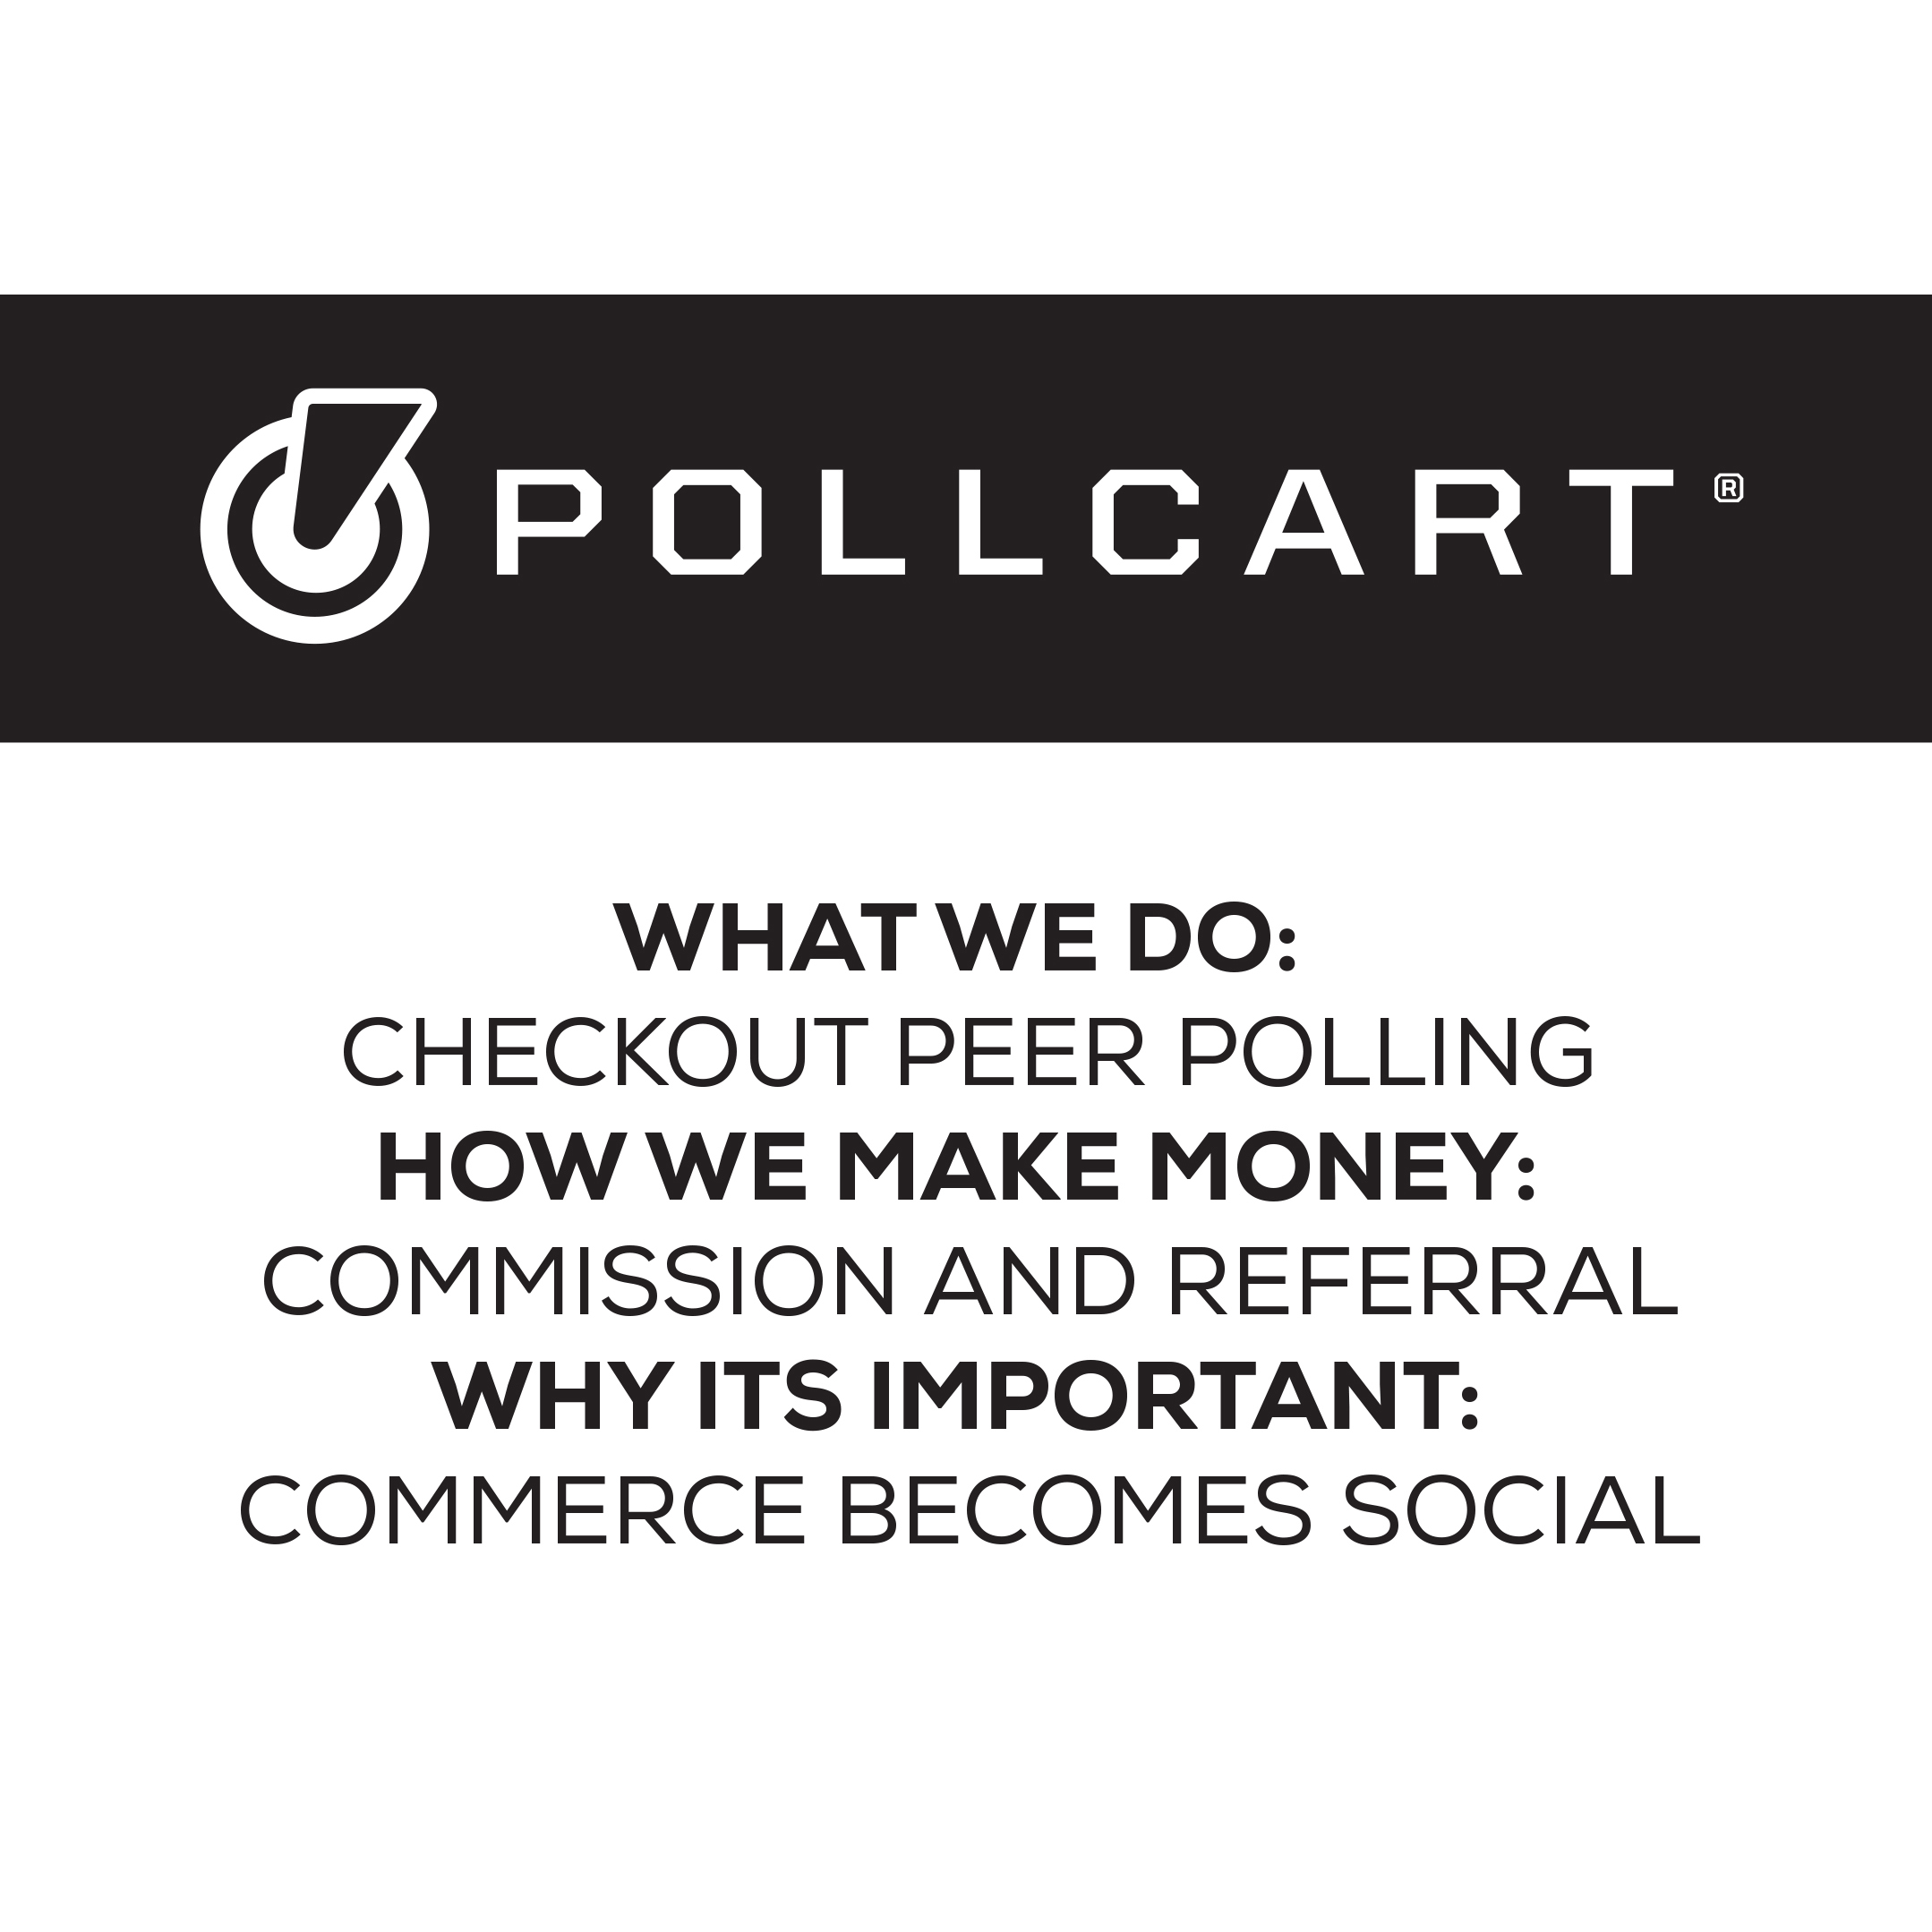 POLLCART®
WHAT WE DO:
CHECKOUT PEER POLLING
HOW WE MAKE MONEY:
COMMISSION AND REFERRAL
WHY ITS IMPORTANT:
COMMERCE BECOMES SOCIAL